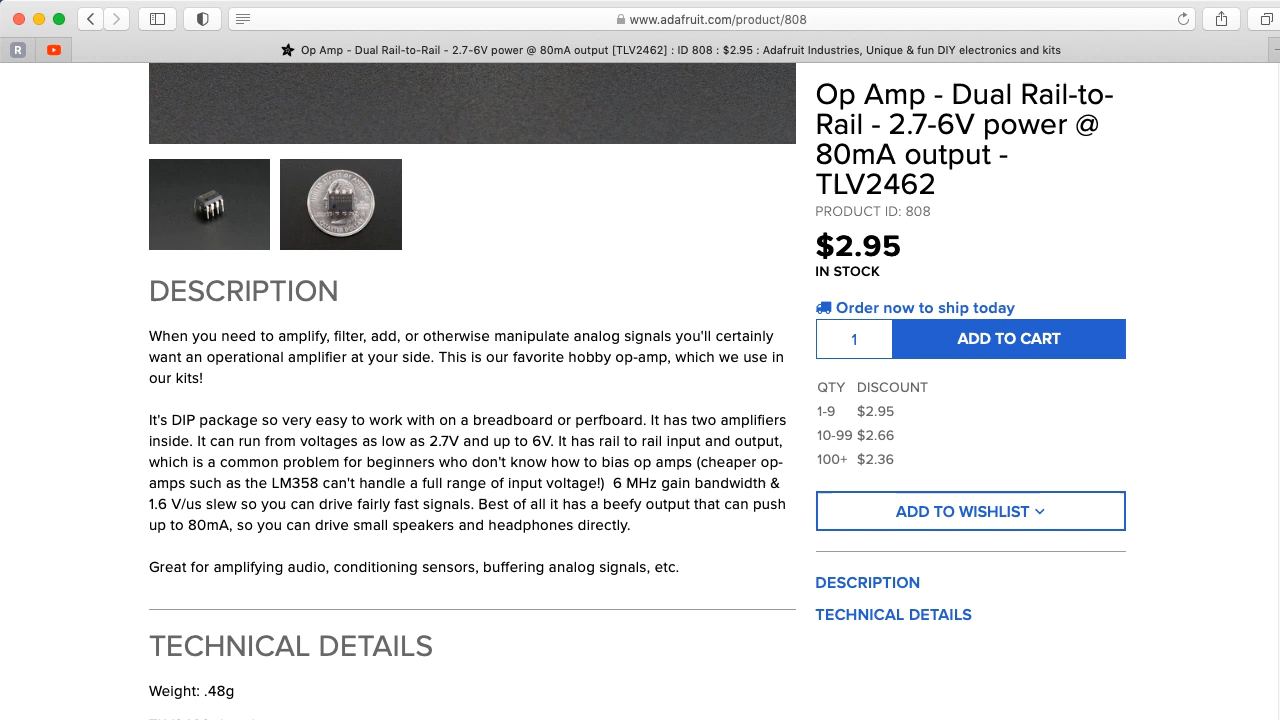 www.adafruit.com/product/808
R
Op Amp - Dual Rail-to-Rail - 2.7-6V power @ 80mA output [TLV2462] : ID 808 : $2.95 : Adafruit Industries, Unique & fun DIY electronics and kits
Op Amp - Dual Rail-to-
Rail - 2.7-6V power @
80mA output -
TLV2462
PRODUCT ID: 808
$2.95
IN STOCK
Order now to ship today
1
ADD TO CART
QTY DISCOUNT
1-9 $2.95
10-99 $2.66
100+ $2.36
ADD TO WISHLIST
DESCRIPTION
TECHNICAL DETAILS
DESCRIPTION
When you need to amplify, filter, add, or otherwise manipulate analog signals you'll certainly
want an operational amplifier at your side. This is our favorite hobby op-amp, which we use in
our kits!
It's DIP package so very easy to work with on a breadboard or perfboard. It has two amplifiers
inside. It can run from voltages as low as 2.7V and up to 6V. It has rail to rail input and output,
which is a common problem for beginners who don't know how to bias op amps (cheaper op-
amps such as the LM358 can't handle a full range of input voltage!)  6 MHz gain bandwidth &
1.6 V/us slew so you can drive fairly fast signals. Best of all it has a beefy output that can push
up to 80mA, so you can drive small speakers and headphones directly.
Great for amplifying audio, conditioning sensors, buffering analog signals, etc.
TECHNICAL DETAILS
Weight: .48g